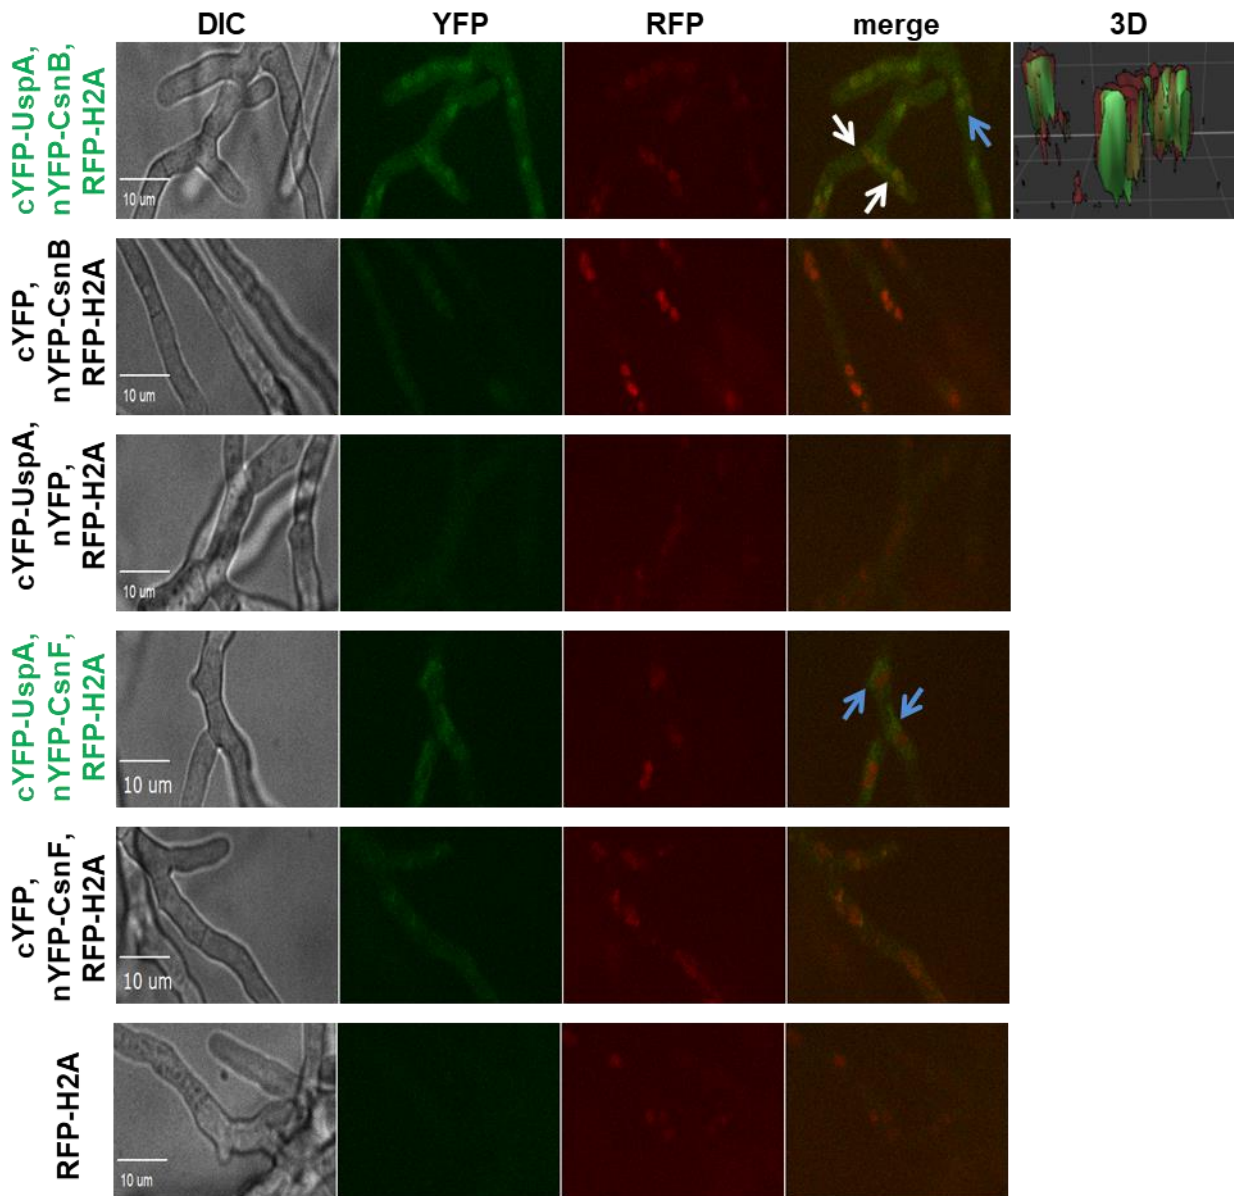 DIC YFP RFP merge 3D
cYFP-UspA,
nYFP-CsnB,
RFP-H2A
10 um
cYFP,
nYFP-CsnB
RFP-H2A
10 um
cYFP-UspA,
nYFP,
RFP-H2A
10 um
cYFP-UspA,
nYFP-CsnF,
RFP-H2A
10 um
cYFP,
nYFP-CsnF,
RFP-H2A
10 um
RFP-H2A
10 um